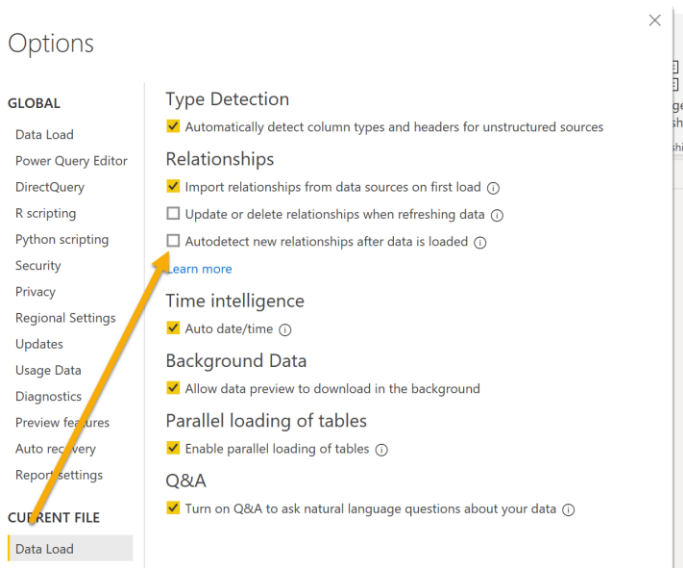 Options
GLOBAL
Data Load
Power Query Editor
DirectQuery
R scripting
Python scripting
Security
Privacy
Regional Settings
Updates
Usage Data
Diagnostics
Preview features
Auto recovery
Report settings
CURRENT FILE
Data Load
Type Detection
Automatically detect column types and headers for unstructured sources
Relationships
Import relationships from data sources on first load
Update or delete relationships when refreshing data
Autodetect new relationships after data is loaded
Learn more
Time intelligence
Auto date/time
Background Data
Allow data preview to download in the background
Parallel loading of tables
Enable parallel loading of tables
Q&A
Turn on Q&A to ask natural language questions about your data